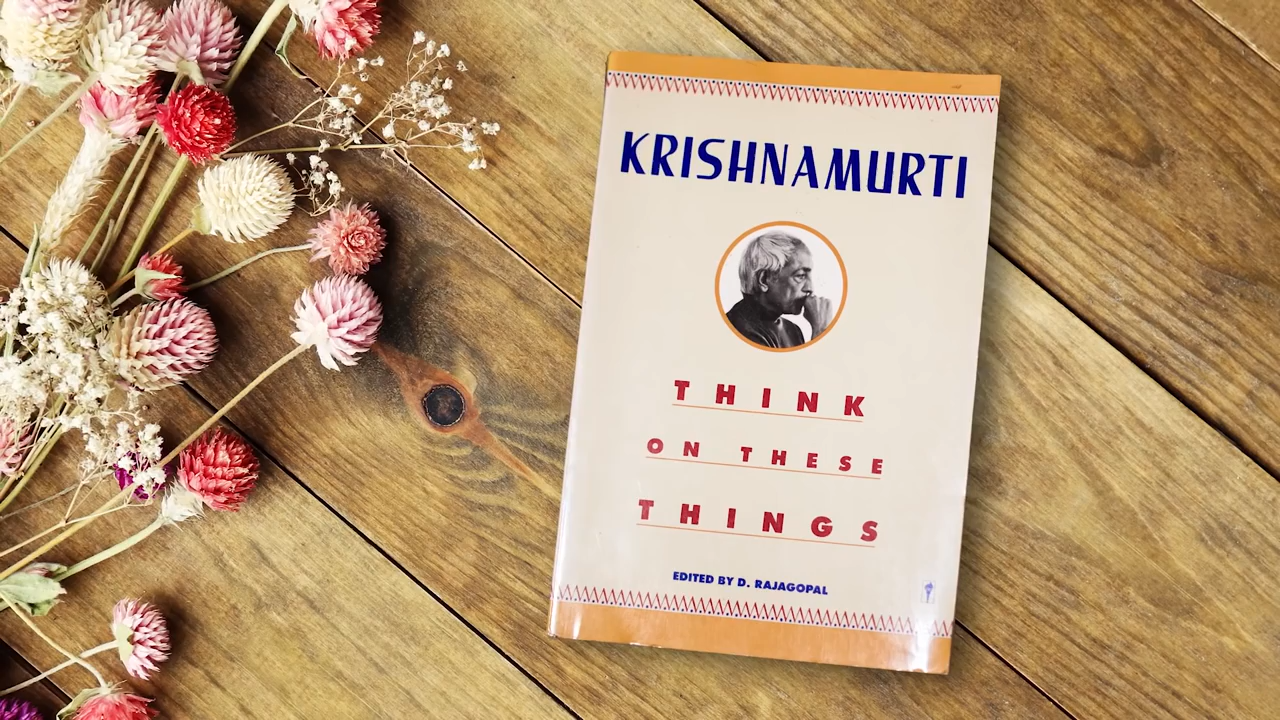 KRISHNAMURTI
THINK
ON THESE
THINGS
EDITED BY D. RAJAGOPAL